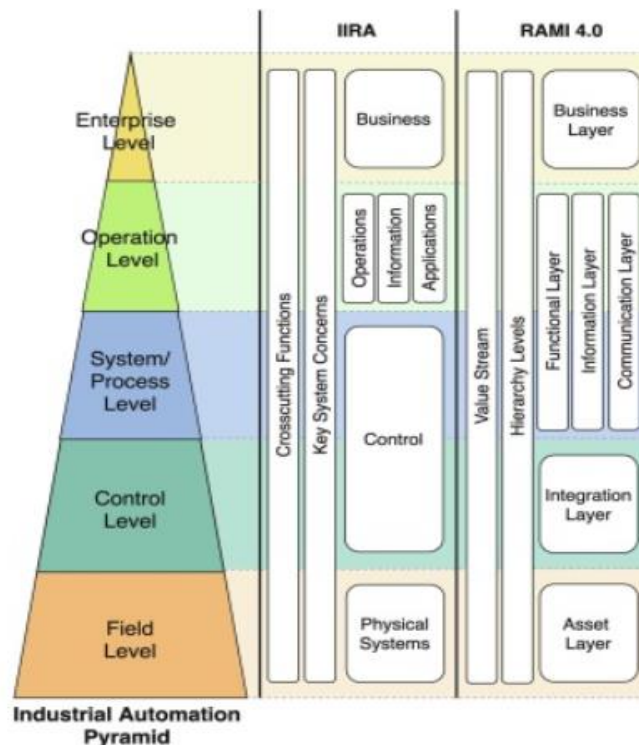 IIRA
RAMI 4.0
Enterprise
Level
Operation
Level
System/
Process
Level
Control
Level
Field
Level
Industrial Automation
Pyramid
Crosscutting Functions
Key System Concerns
Business
Operations
Information
Applications
Control
Physical
Systems
Value Stream
Hierarchy Levels
Business
Layer
Functional Layer
Information Layer
Communication Layer
Integration
Layer
Asset
Layer